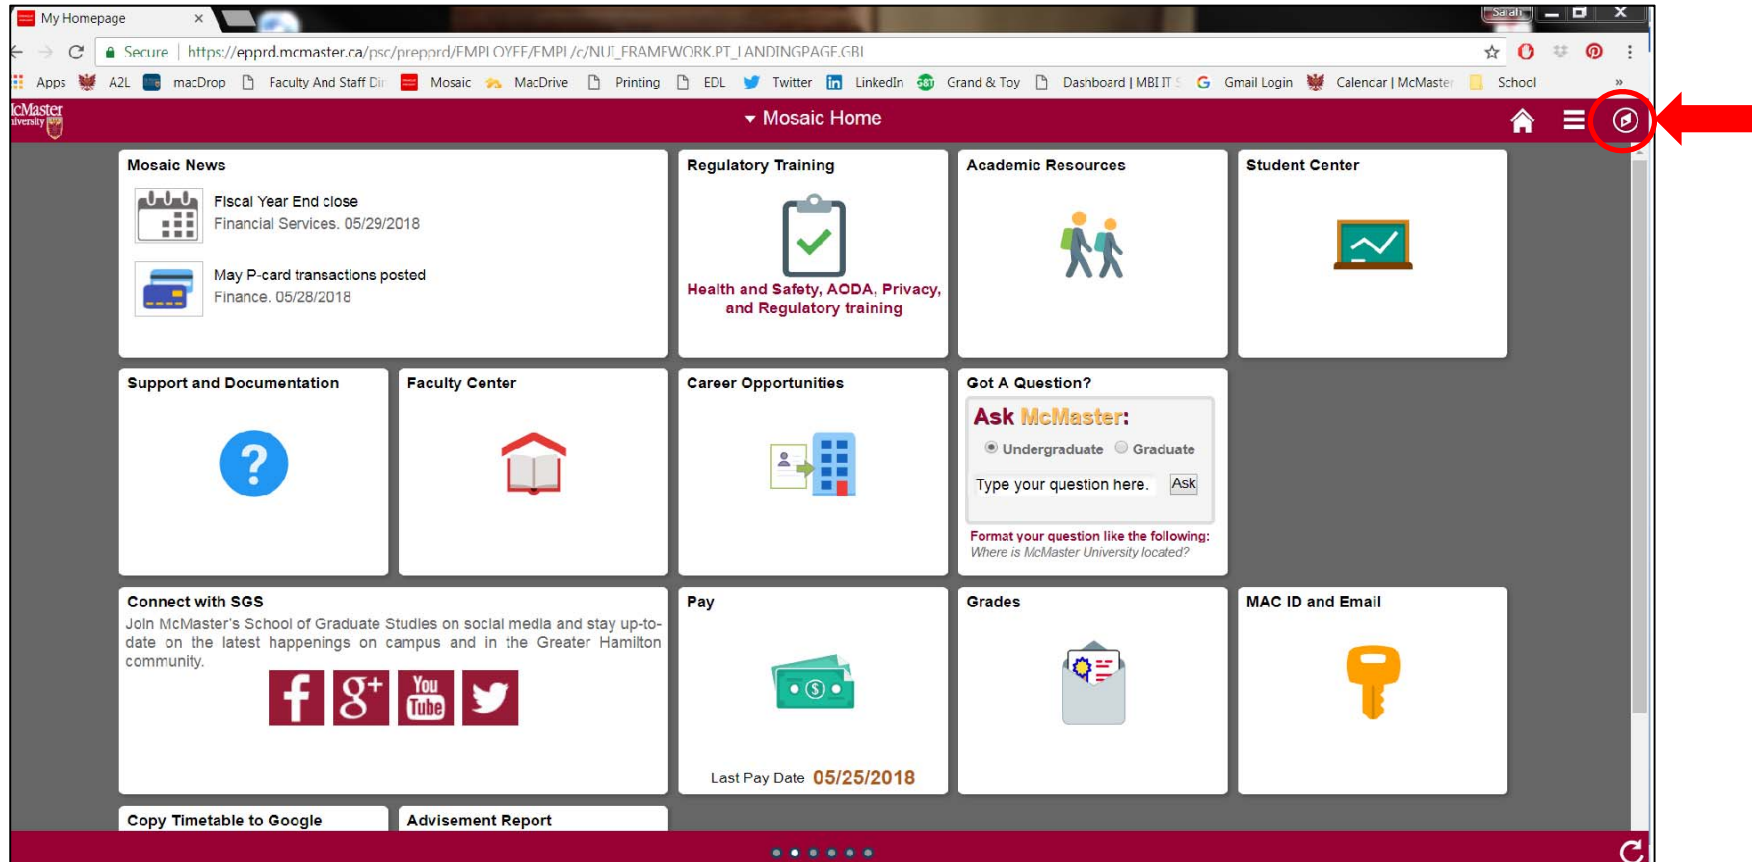 My Homepage
Sarah
Secure | https://epprd.mcmaster.ca/psc/prepprd/EMPLOYEE/EMPL/c/NUI_FRAMEWORK.PT_LANDINGPAGE.GBL
Apps A2L macDrop Faculty And Staff Dir Mosaic MacDrive Printing EDL Twitter LinkedIn Grand & Toy Dashboard | MBI IT S Gmail Login Calencar | McMaster School »
McMaster
University
Mosaic Home
Mosaic News
Fiscal Year End close
Financial Services. 05/29/2018
May P-card transactions posted
Finance. 05/28/2018
Regulatory Training
Health and Safety, AODA, Privacy,
and Regulatory training
Academic Resources
Student Center
Support and Documentation
?
Faculty Center
Career Opportunities
Got A Question?
Ask McMaster:
Undergraduate Graduate
Type your question here. Ask
Format your question like the following:
Where is McMaster University located?
Connect with SGS
Join McMaster's School of Graduate Studies on social media and stay up-to-
date on the latest happenings on campus and in the Greater Hamilton
community.
f g+ You Tube
Pay
$
Last Pay Date 05/25/2018
Grades
MAC ID and Email
Copy Timetable to Google
Advisement Report